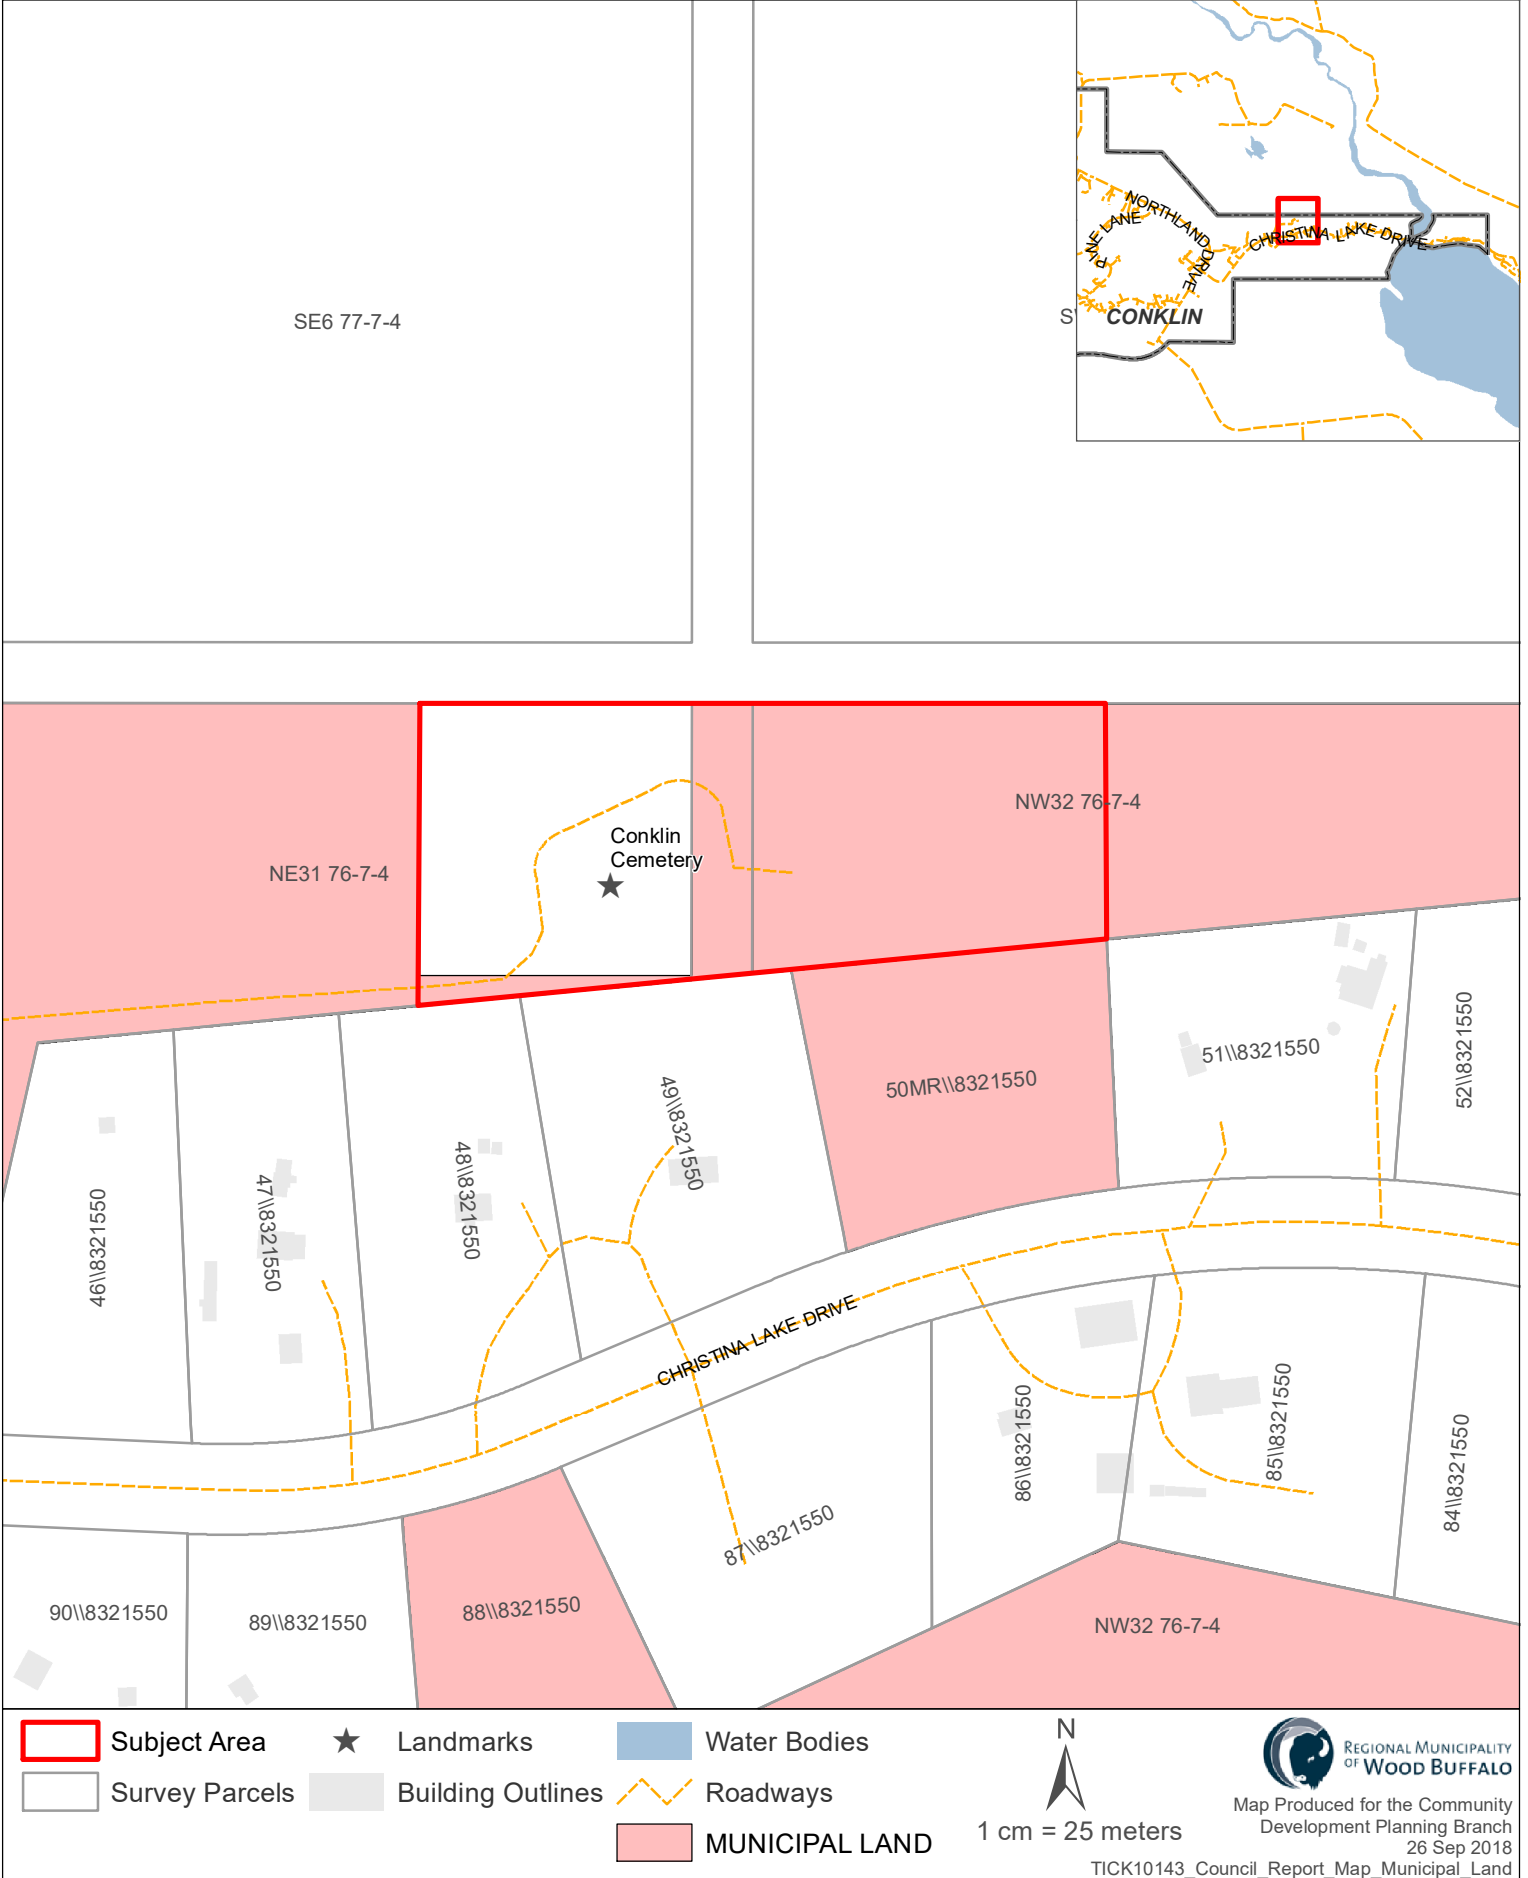 NORTHLAND DRIVE
PINE LANE
CHRISTINA LAKE DRIVE
CONKLIN
SE6 77-7-4
NW32 76-7-4
Conklin
Cemetery
NE31 76-7-4
51\\8321550
52\\8321550
50MR\\8321550
49\\8321550
48\\8321550
47\\8321550
46\\8321550
CHRISTINA LAKE DRIVE
86\\8321550
85\\8321550
84\\8321550
87\\8321550
90\\8321550
89\\8321550
88\\8321550
NW32 76-7-4
Subject Area
Landmarks
Water Bodies
Survey Parcels
Building Outlines
Roadways
MUNICIPAL LAND
N
1 cm = 25 meters
REGIONAL MUNICIPALITY
OF WOOD BUFFALO
Map Produced for the Community
Development Planning Branch
26 Sep 2018
TICK10143_Council_Report_Map_Municipal_Land